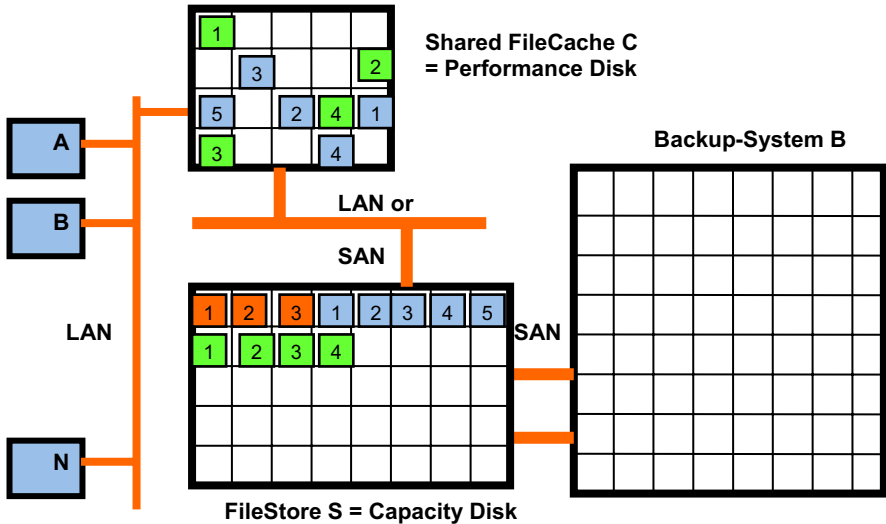 1
Shared FileCache C
= Performance Disk
3
2
5
2
4
1
3
4
A
B
N
LAN
LAN or
SAN
Backup-System B
1
2
3
1
2
3
4
5
1
2
3
4
SAN
FileStore S = Capacity Disk